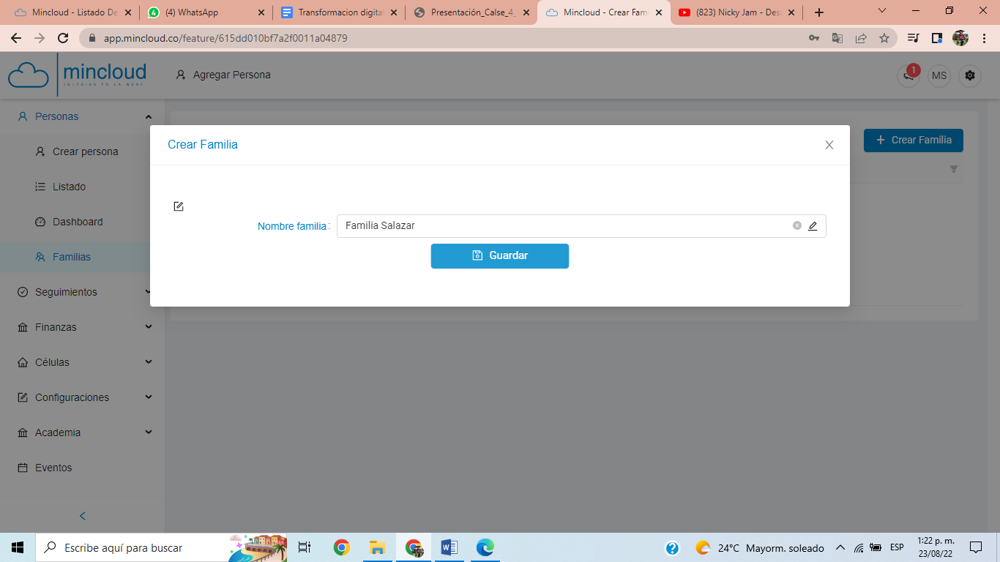 Mincloud - Listado De
(4) WhatsApp
Transformacion digital
Presentación_Calse_4_
Mincloud - Crear Fami
(823) Nicky Jam - Des
app.mincloud.co/feature/615dd010bf7a2f0011a04879
mincloud
IGLESIAS EN LA NUBE
Agregar Persona
1
MS
Personas
Crear persona
Listado
Dashboard
Familias
Seguimientos
Finanzas
Células
Configuraciones
Academia
Eventos
Crear Familia
Crear Familia
Nombre familia:
Familia Salazar
Guardar
Escribe aquí para buscar
24°C Mayorm. soleado
ESP
1:22 p. m.
23/08/22